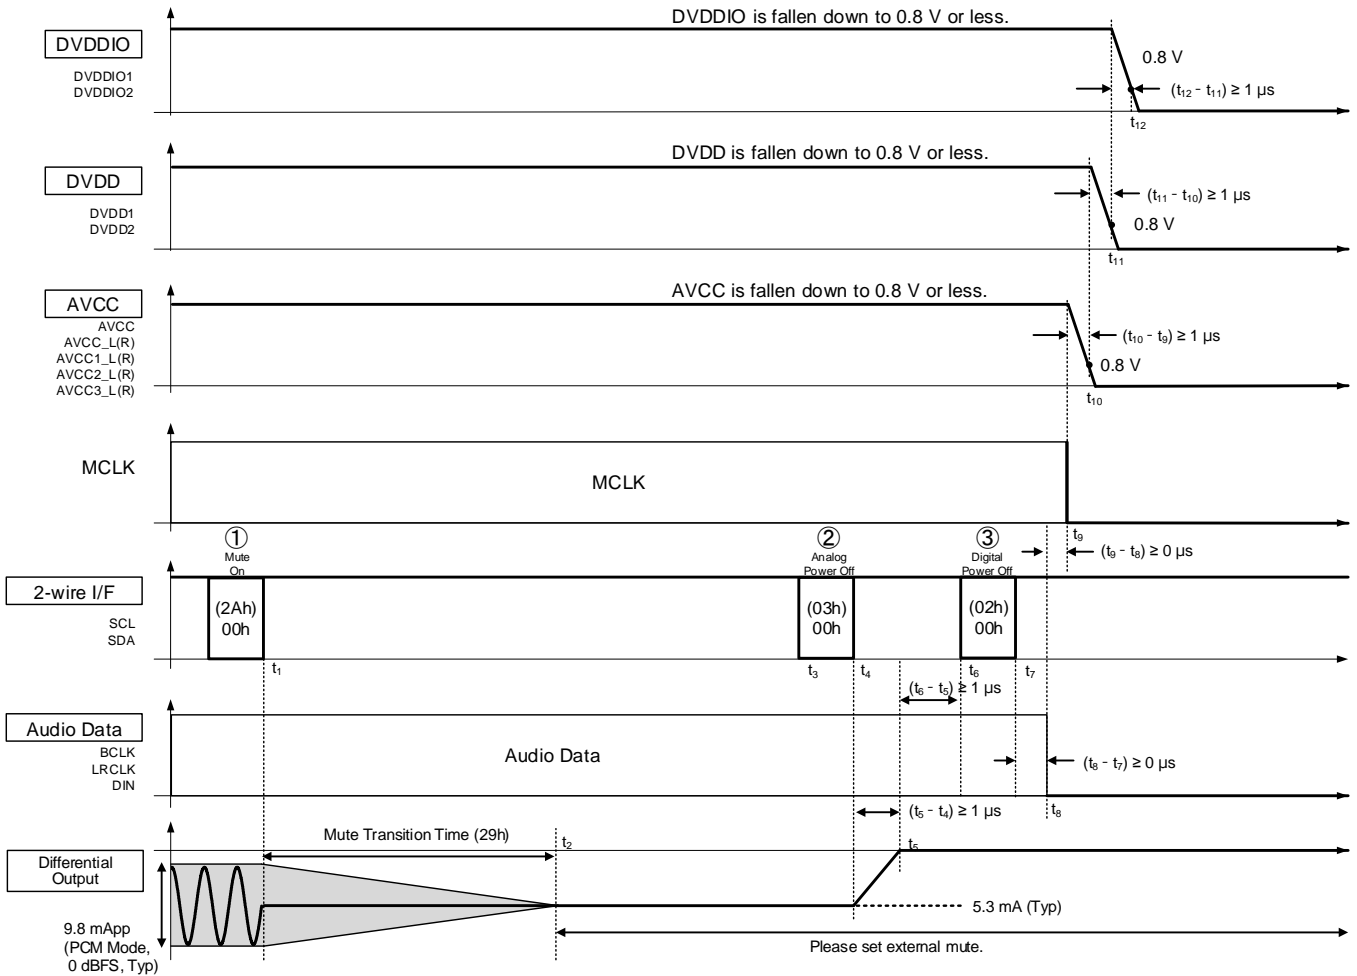 DVDDIO is fallen down to 0.8 V or less.
DVDDIO
DVDDIO1
DVDDIO2
0.8 V
(t12 - t11) ≥ 1 µs
t12
DVDD is fallen down to 0.8 V or less.
DVDD
DVDD1
DVDD2
(t11 - t10) ≥ 1 µs
0.8 V
t11
AVCC is fallen down to 0.8 V or less.
AVCC
AVCC
AVCC_L(R)
AVCC1_L(R)
AVCC2_L(R)
AVCC3_L(R)
(t10 - t9) ≥ 1 µs
0.8 V
t10
MCLK
MCLK
t9
(t9 - t8) ≥ 0 µs
①
Mute
On
②
Analog
Power Off
③
Digital
Power Off
2-wire I/F
SCL
SDA
(2Ah)
00h
(03h)
00h
(02h)
00h
t1
t3
t4
t6
t7
(t6 - t5) ≥ 1 µs
Audio Data
BCLK
LRCLK
DIN
Audio Data
(t8 - t7) ≥ 0 µs
(t5 - t4) ≥ 1 µs
t8
Mute Transition Time (29h)
t2
t5
Differential
Output
5.3 mA (Typ)
9.8 mApp
(PCM Mode,
0 dBFS, Typ)
Please set external mute.